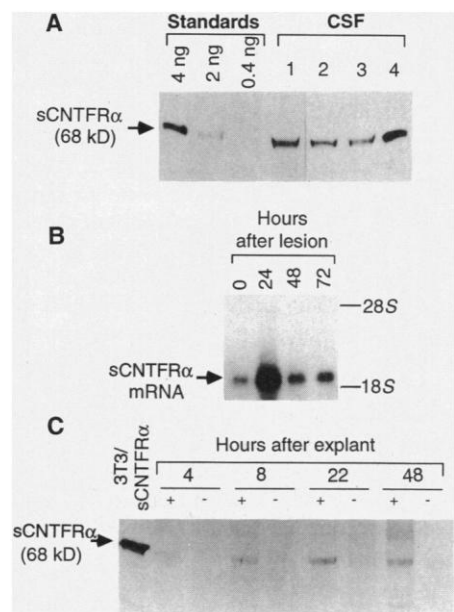 A
Standards CSF
4 ng 2 ng 0.4 ng 1 2 3 4
sCNTFRα
(68 kD)
B
Hours
after lesion
0 24 48 72
28S
sCNTFRα
mRNA
18S
C
3T3/
sCNTFRα
Hours after explant
4 8 22 48
+ - + - + - + -
sCNTFRα
(68 kD)